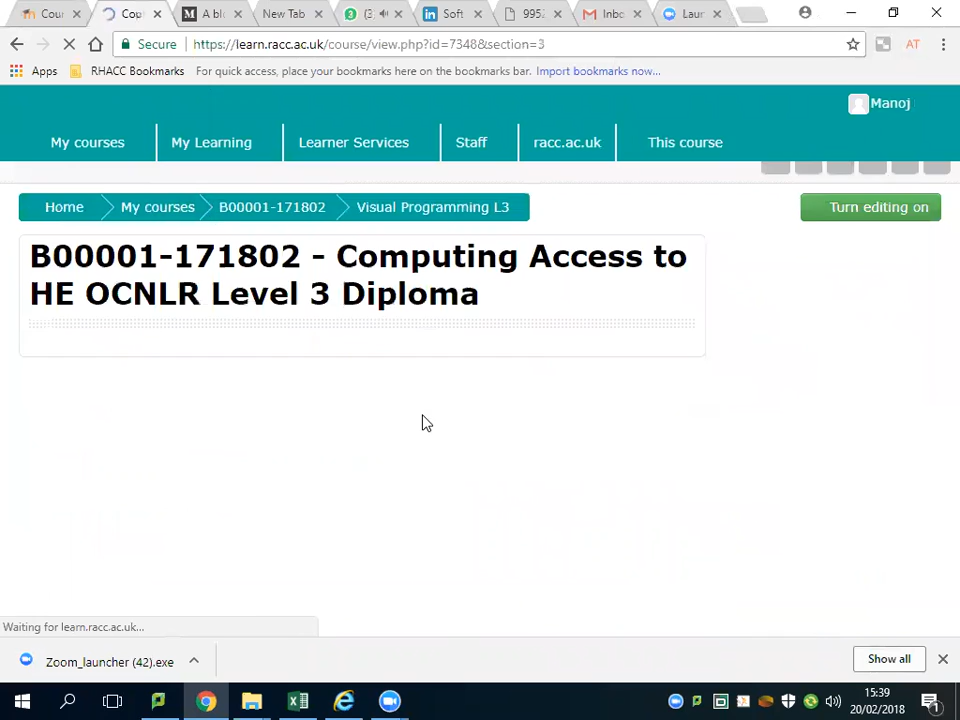 Cour
Copy
A bl
New Tab
(3
Soft
9952
Inbo
Laur
Secure
https://learn.racc.ac.uk/course/view.php?id=7348&section=3
AT
Apps
RHACC Bookmarks
For quick access, place your bookmarks here on the bookmarks bar. Import bookmarks now...
Manoj
My courses
My Learning
Learner Services
Staff
racc.ac.uk
This course
Home
My courses
B00001-171802
Visual Programming L3
Turn editing on
B00001-171802 - Computing Access to
HE OCNLR Level 3 Diploma
Waiting for learn.racc.ac.uk...
Zoom_launcher (42).exe
Show all
15:39
20/02/2018